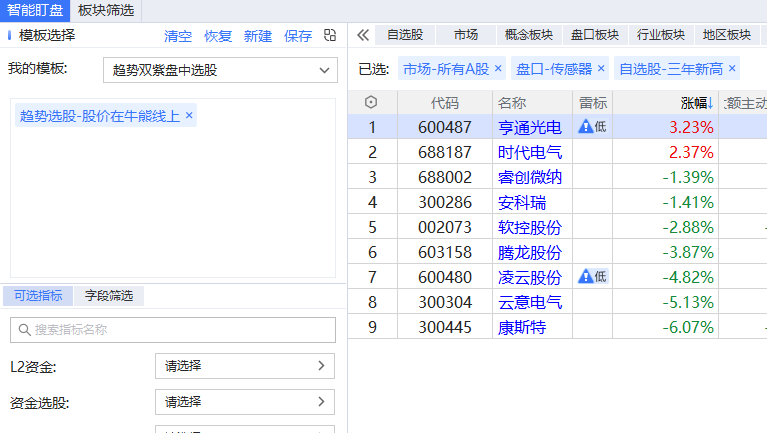 智能盯盘 板块筛选
模板选择 清空 恢复 新建 保存
我的模板: 趋势双紫盘中选股
趋势选股-股价在牛能线上 ×
可选指标 字段筛选
搜索指标名称
L2资金: 请选择
资金选股: 请选择
自选股 市场 概念板块 盘口板块 行业板块 地区板块
已选: 市场-所有A股 × 盘口-传感器 × 自选股-三年新高 ×
代码 名称 雷标 涨幅↓ 额主动
1 600487 亨通光电 低 3.23%
2 688187 时代电气 2.37%
3 688002 睿创微纳 -1.39%
4 300286 安科瑞 -1.41%
5 002073 软控股份 -2.88%
6 603158 腾龙股份 -3.87%
7 600480 凌云股份 低 -4.82%
8 300304 云意电气 -5.13%
9 300445 康斯特 -6.07%